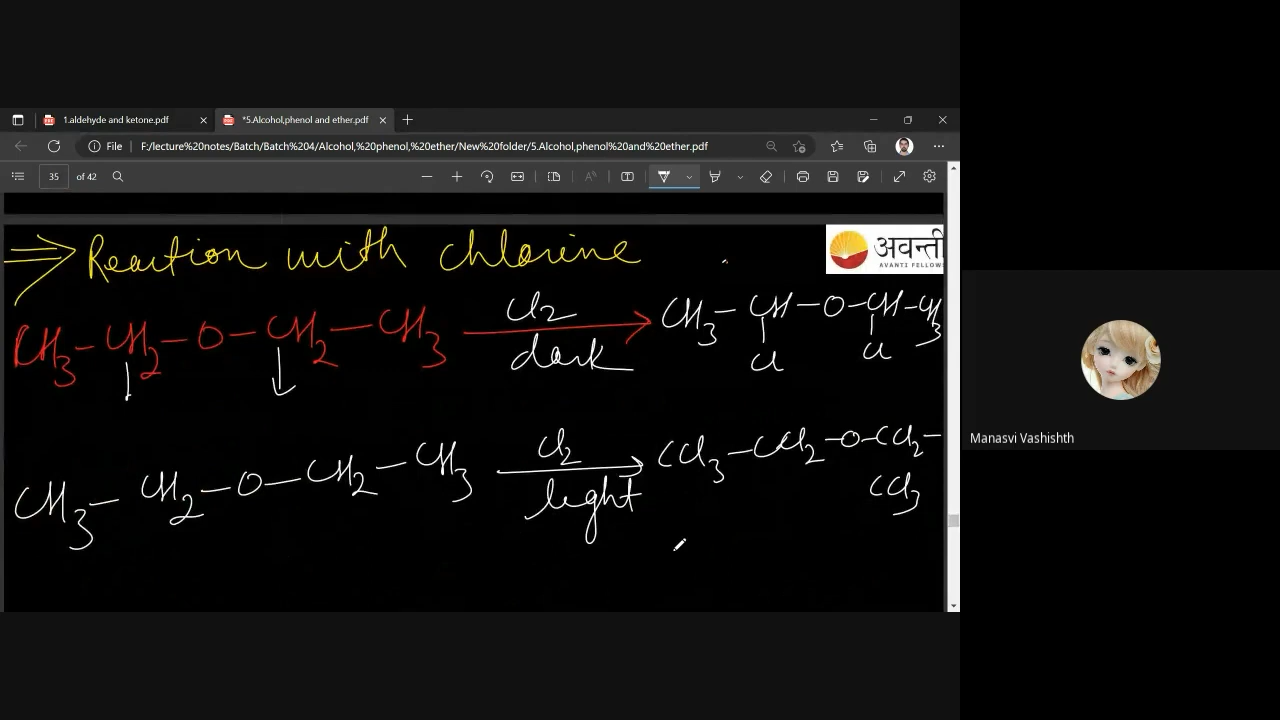 1.aldehyde and ketone.pdf
*5.Alcohol,phenol and ether.pdf
File
F:/lecture%20notes/Batch/Batch%204/Alcohol,%20phenol,%20ether/New%20folder/5.Alcohol,phenol%20and%20ether.pdf
35 of 42
⇒ Reaction with chlorine
अवन्ती
AVANTI FELLOW
CH3-CH2-O-CH2-CH3 Cl2 dark → CH3-CH-O-CH-CH3
Cl Cl
CH3-CH2-O-CH2-CH3 Cl2 light → CCl3-CCl2-O-CCl2-
CCl3
Manasvi Vashishth